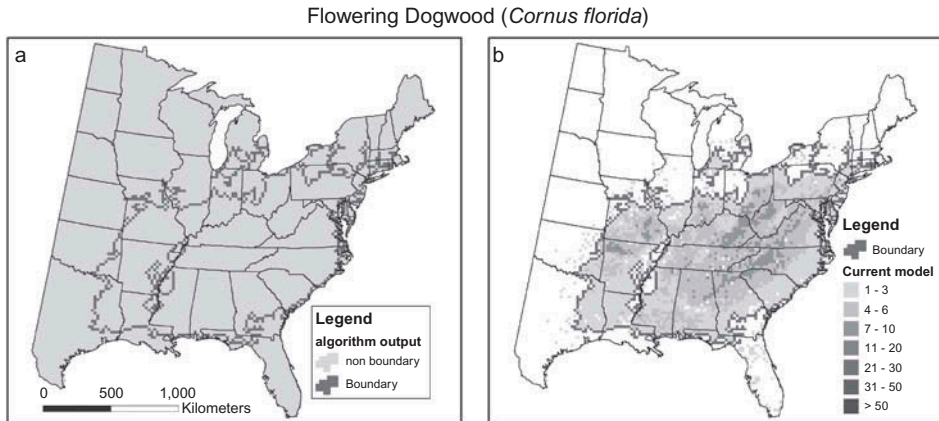 Flowering Dogwood (Cornus florida)
a
Legend
algorithm output
non boundary
Boundary
0 500 1,000
Kilometers
b
Legend
Boundary
Current model
1 - 3
4 - 6
7 - 10
11 - 20
21 - 30
31 - 50
> 50